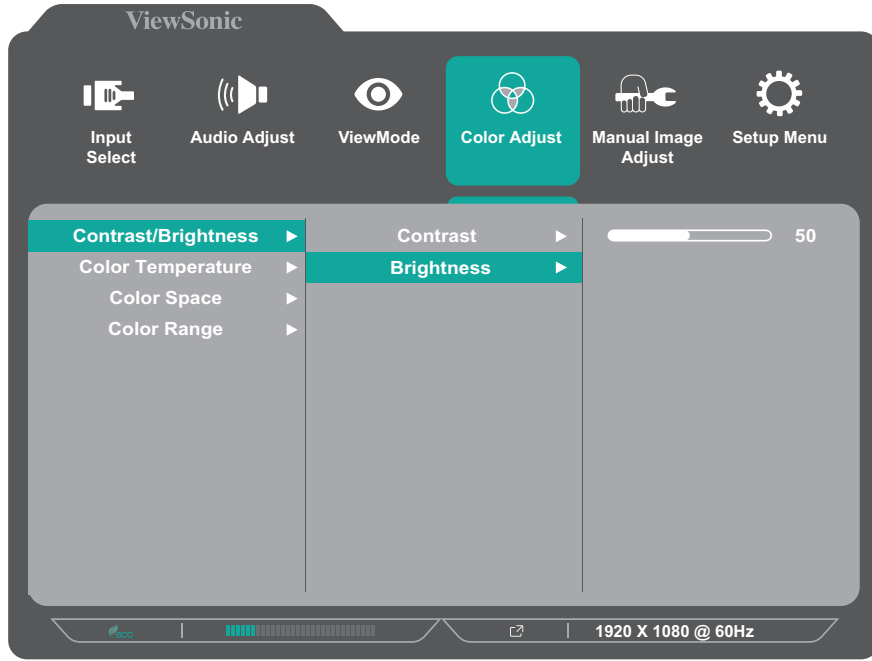 ViewSonic
Input Select
Audio Adjust
ViewMode
Color Adjust
Manual Image Adjust
Setup Menu
Contrast/Brightness
Contrast
50
Color Temperature
Brightness
Color Space
Color Range
eco
1920 X 1080 @ 60Hz